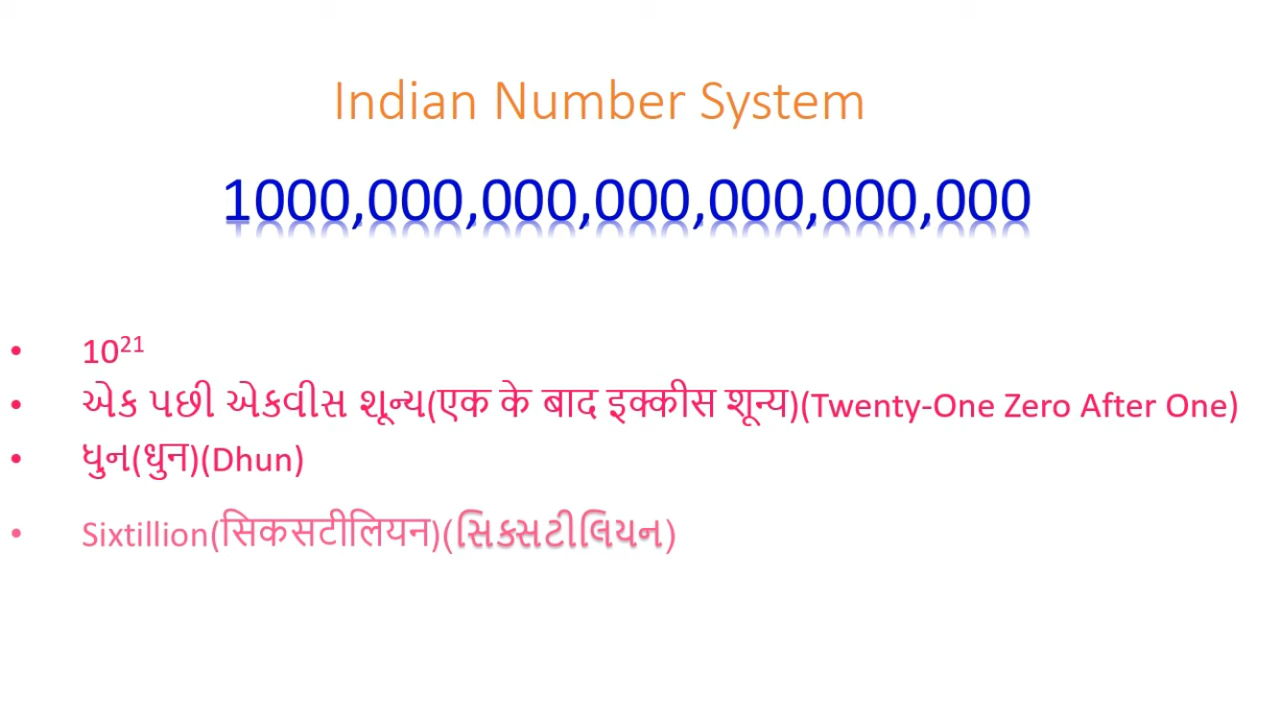 Indian Number System
1000,000,000,000,000,000,000
• 10²¹
• એક પછી એકવીસ શૂન્ય(एक के बाद इक्कीस शून्य)(Twenty-One Zero After One)
• ધુન(धुन)(Dhun)
• Sixtillion(सिकसटीलियन)(સિક્સટીલિયન)